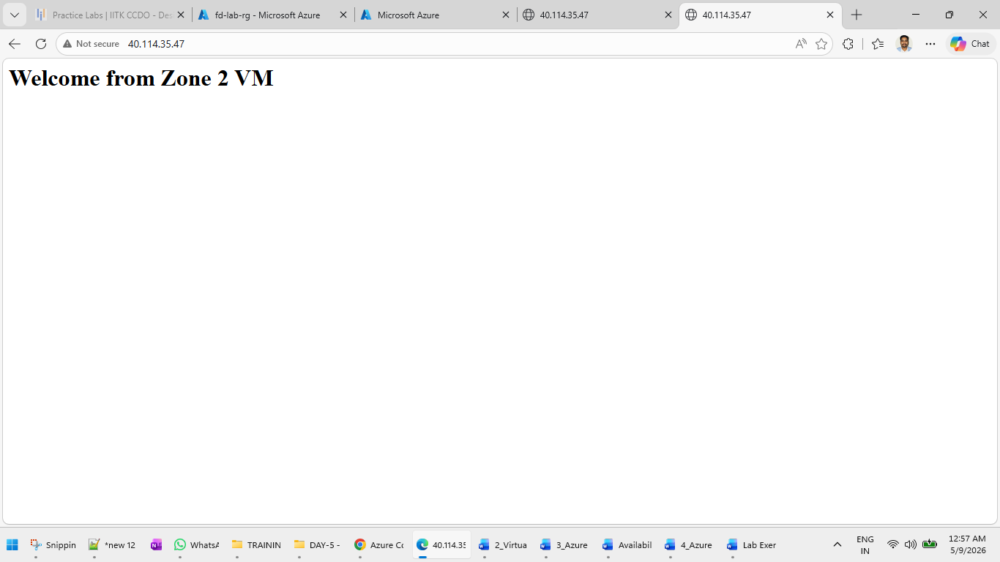 Practice Labs | IITK CCDO - Des
fd-lab-rg - Microsoft Azure
Microsoft Azure
40.114.35.47
40.114.35.47
Not secure 40.114.35.47
Chat
Welcome from Zone 2 VM
Snippin
*new 12
WhatsA
TRAININ
DAY-5 -
Azure Co
40.114.35
2_Virtua
3_Azure
Availabil
4_Azure
Lab Exer
ENG
IN
12:57 AM
5/9/2026